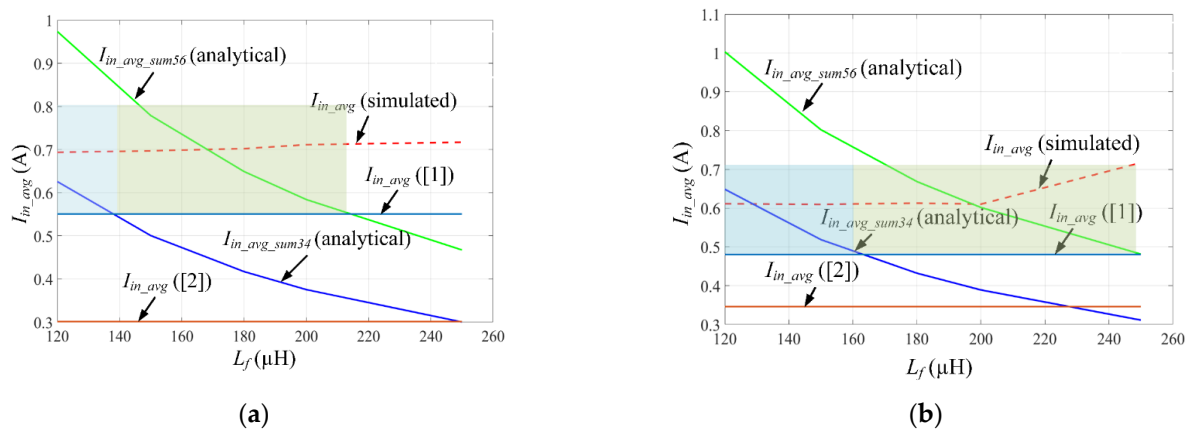 1
0.9
0.8
0.7
0.6
0.5
0.4
0.3
I_in_avg (A)
I_in_avg_sum56 (analytical)
I_in_avg (simulated)
I_in_avg ([1])
I_in_avg_sum34 (analytical)
I_in_avg ([2])
120 140 160 180 200 220 240 260
L_f (µH)
(a)
1.1
1
0.9
0.8
0.7
0.6
0.5
0.4
0.3
I_in_avg (A)
I_in_avg_sum56 (analytical)
I_in_avg (simulated)
I_in_avg_sum34 (analytical)
I_in_avg ([1])
I_in_avg ([2])
120 140 160 180 200 220 240 260
L_f (µH)
(b)